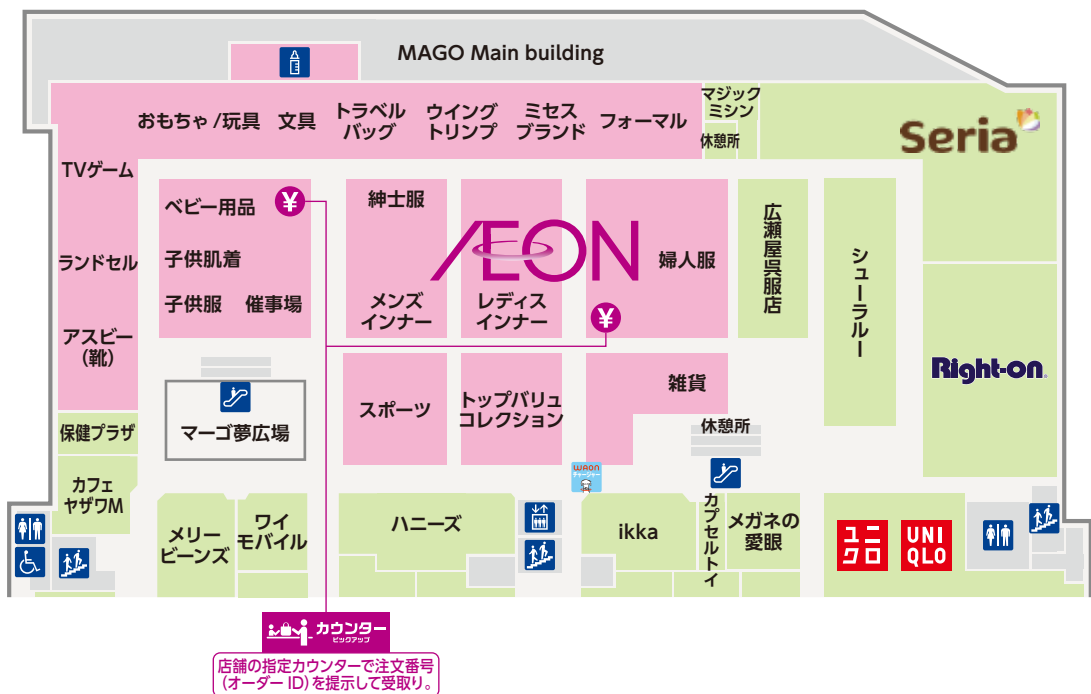 MAGO Main building
おもちゃ/玩具
文具
トラベル
バッグ
ウイング
トリンプ
ミセス
ブランド
フォーマル
マジック
ミシン
休憩所
Seria
TVゲーム
ランドセル
アスビー
(靴)
ベビー用品
¥
子供肌着
子供服
催事場
紳士服
メンズ
インナー
ÆON
レディス
インナー
婦人服
¥
広瀬屋呉服店
シューラルー
Right-on.
マーゴ夢広場
スポーツ
トップバリュ
コレクション
雑貨
休憩所
保健プラザ
カフェ
ヤザワM
メリー
ビーンズ
ワイ
モバイル
ハニーズ
WAON
ikka
カプセルトイ
メガネの
愛眼
ユニ
クロ
UNI
QLO
カウンター
ピックアップ
店舗の指定カウンターで注文番号
(オーダーID)を提示して受取り。